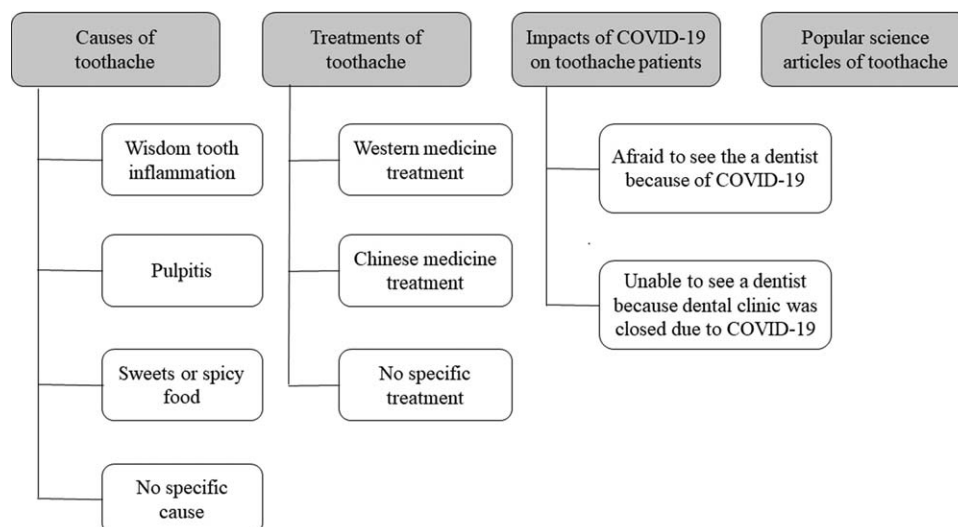 Causes of
toothache
Wisdom tooth
inflammation
Pulpitis
Sweets or spicy
food
No specific
cause
Treatments of
toothache
Western medicine
treatment
Chinese medicine
treatment
No specific
treatment
Impacts of COVID-19
on toothache patients
Afraid to see the a dentist
because of COVID-19
Unable to see a dentist
because dental clinic was
closed due to COVID-19
Popular science
articles of toothache